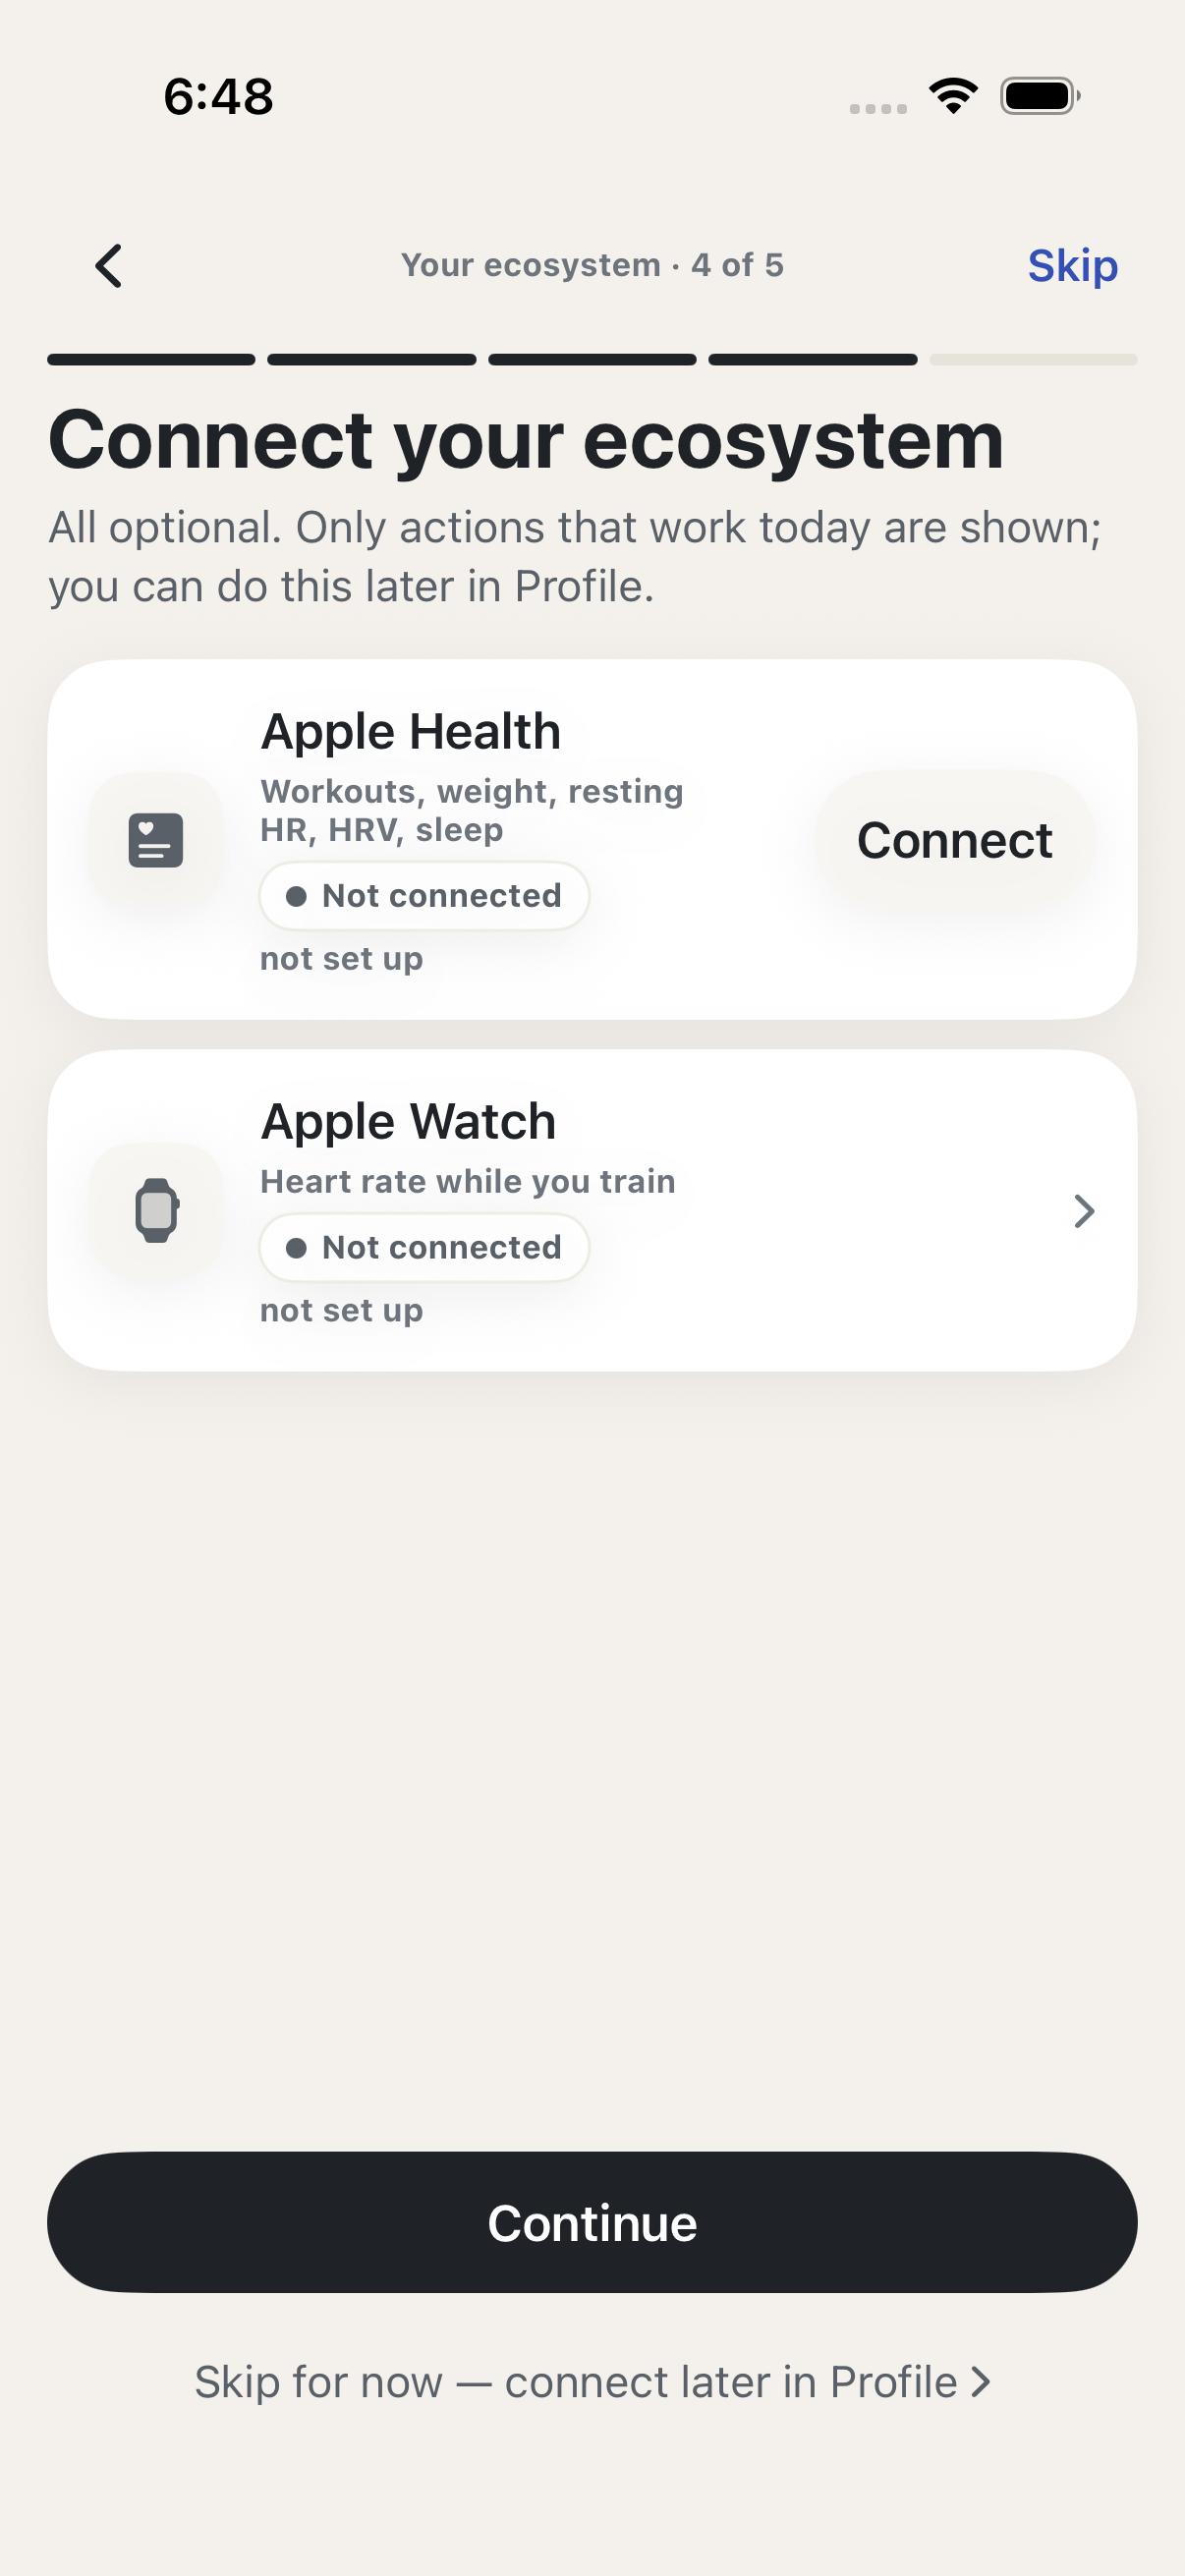 6:48
Your ecosystem · 4 of 5
Skip
Connect your ecosystem
All optional. Only actions that work today are shown;
you can do this later in Profile.
Apple Health
Workouts, weight, resting
HR, HRV, sleep
Not connected
not set up
Connect
Apple Watch
Heart rate while you train
Not connected
not set up
Continue
Skip for now — connect later in Profile